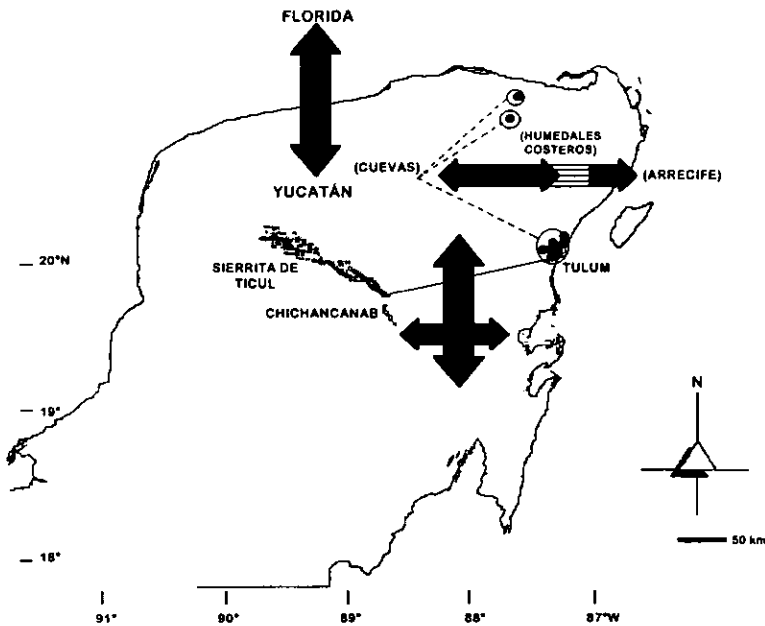 FLORIDA
(HUMEDALES
COSTEROS)
(CUEVAS)
(ARRECIFE)
YUCATÁN
20°N
SIERRITA DE
TICUL
TULUM
CHICHANCANAB
N
19°
50 km
18°
91°
90°
89°
88°
87°W